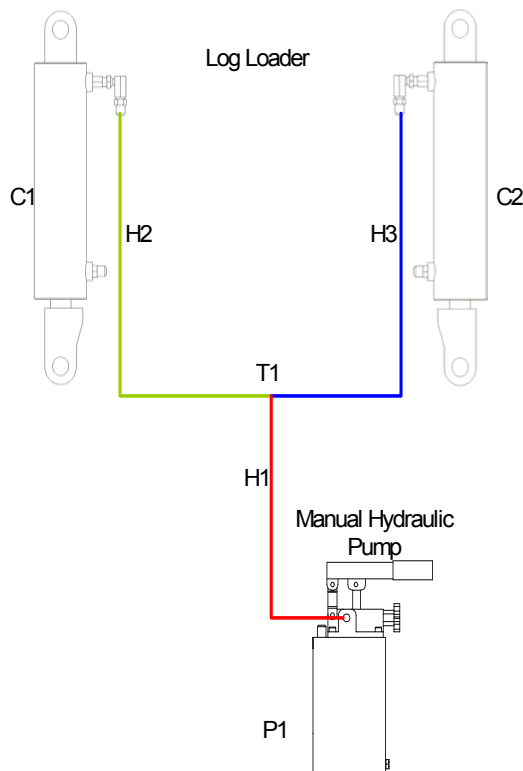 Log Loader
C1
C2
H2
H3
T1
H1
Manual Hydraulic
Pump
P1